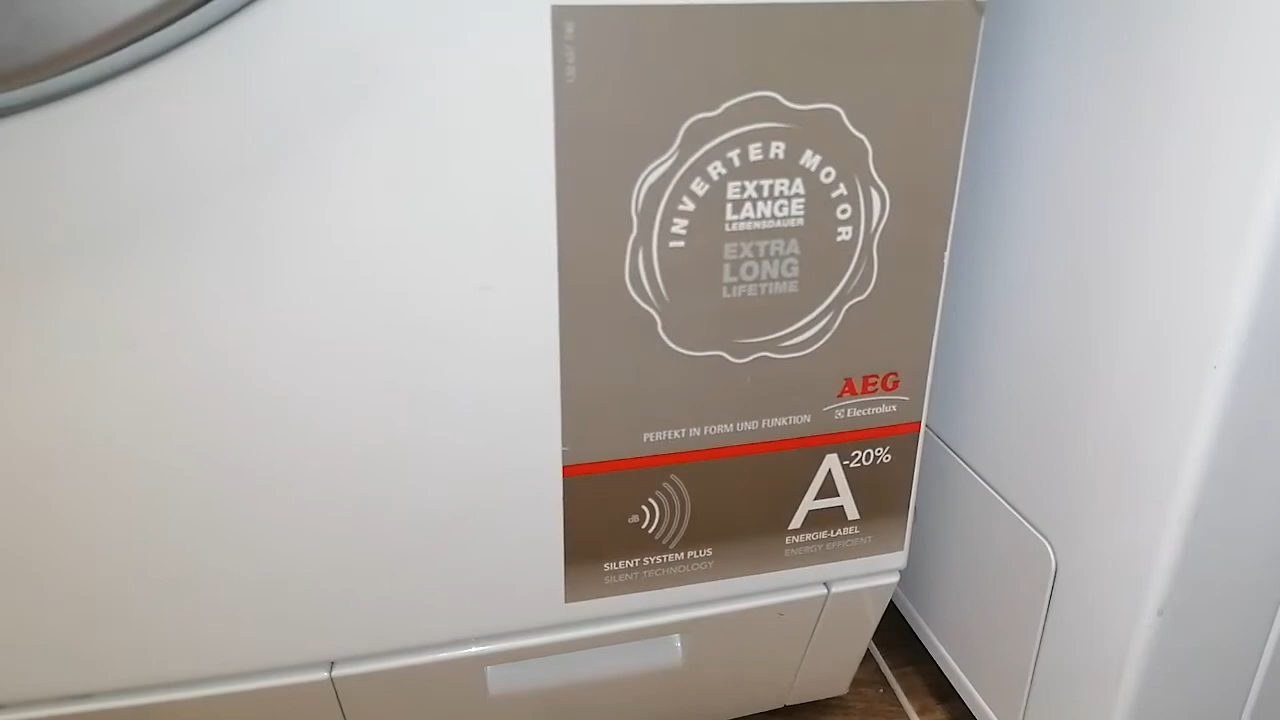 INVERTER MOTOR
EXTRA
LANGE
LEBENSDAUER
EXTRA
LONG
LIFETIME
AEG
Electrolux
PERFEKT IN FORM UND FUNKTION
A-20%
dB
ENERGIE-LABEL
ENERGY EFFICIENT
SILENT SYSTEM PLUS
SILENT TECHNOLOGY